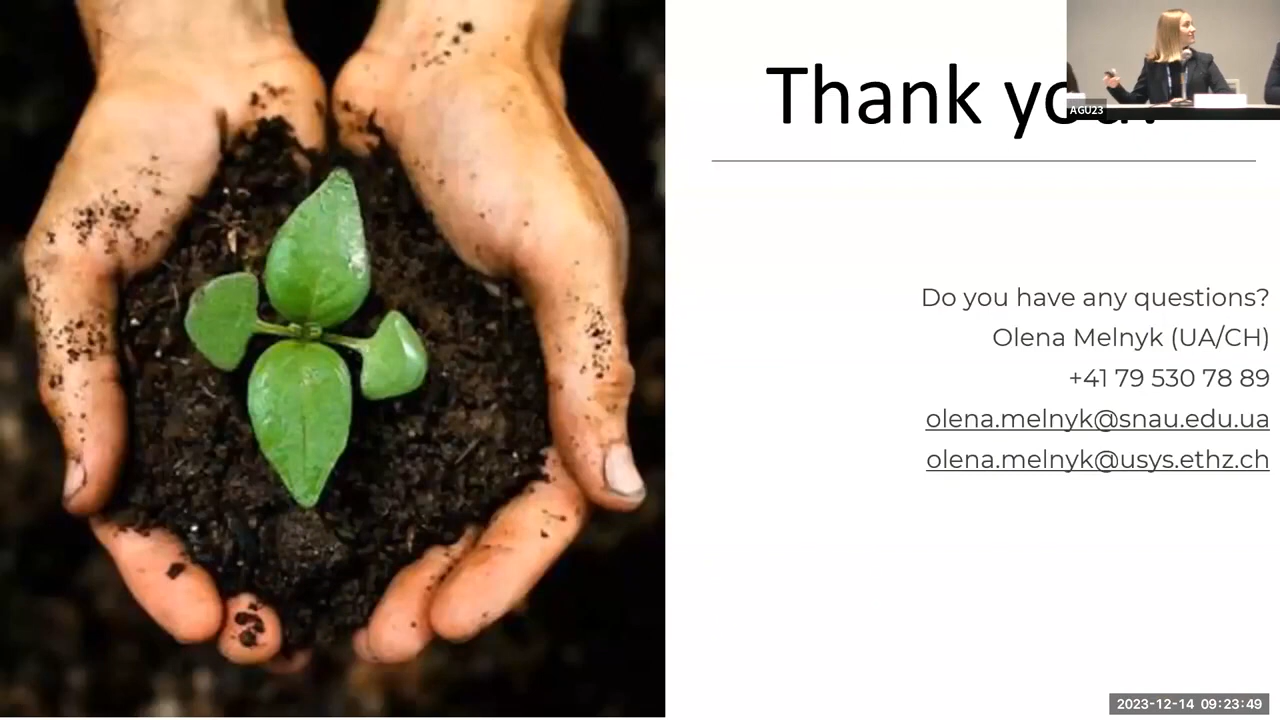 Thank
AGU23
Do you have any questions?
Olena Melnyk (UA/CH)
+41 79 530 78 89
olena.melnyk@snau.edu.ua
olena.melnyk@usys.ethz.ch
2023-12-14 09:23:49